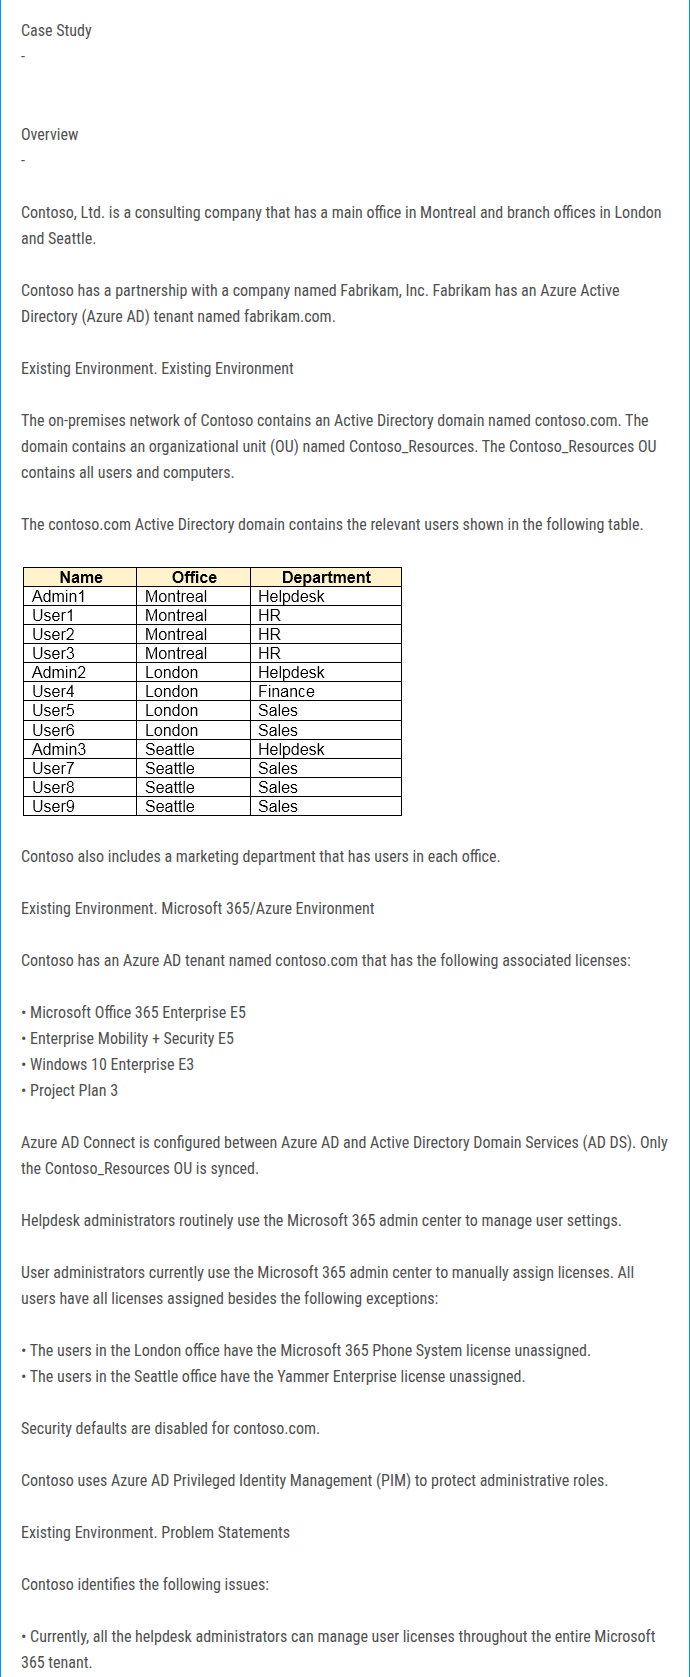 Case Study
-
Overview
-
Contoso, Ltd. is a consulting company that has a main office in Montreal and branch offices in London
and Seattle.
Contoso has a partnership with a company named Fabrikam, Inc. Fabrikam has an Azure Active
Directory (Azure AD) tenant named fabrikam.com.
Existing Environment. Existing Environment
The on-premises network of Contoso contains an Active Directory domain named contoso.com. The
domain contains an organizational unit (OU) named Contoso_Resources. The Contoso_Resources OU
contains all users and computers.
The contoso.com Active Directory domain contains the relevant users shown in the following table.
Name Office Department
Admin1 Montreal Helpdesk
User1 Montreal HR
User2 Montreal HR
User3 Montreal HR
Admin2 London Helpdesk
User4 London Finance
User5 London Sales
User6 London Sales
Admin3 Seattle Helpdesk
User7 Seattle Sales
User8 Seattle Sales
User9 Seattle Sales
Contoso also includes a marketing department that has users in each office.
Existing Environment. Microsoft 365/Azure Environment
Contoso has an Azure AD tenant named contoso.com that has the following associated licenses:
• Microsoft Office 365 Enterprise E5
• Enterprise Mobility + Security E5
• Windows 10 Enterprise E3
• Project Plan 3
Azure AD Connect is configured between Azure AD and Active Directory Domain Services (AD DS). Only
the Contoso_Resources OU is synced.
Helpdesk administrators routinely use the Microsoft 365 admin center to manage user settings.
User administrators currently use the Microsoft 365 admin center to manually assign licenses. All
users have all licenses assigned besides the following exceptions:
• The users in the London office have the Microsoft 365 Phone System license unassigned.
• The users in the Seattle office have the Yammer Enterprise license unassigned.
Security defaults are disabled for contoso.com.
Contoso uses Azure AD Privileged Identity Management (PIM) to protect administrative roles.
Existing Environment. Problem Statements
Contoso identifies the following issues:
• Currently, all the helpdesk administrators can manage user licenses throughout the entire Microsoft
365 tenant.